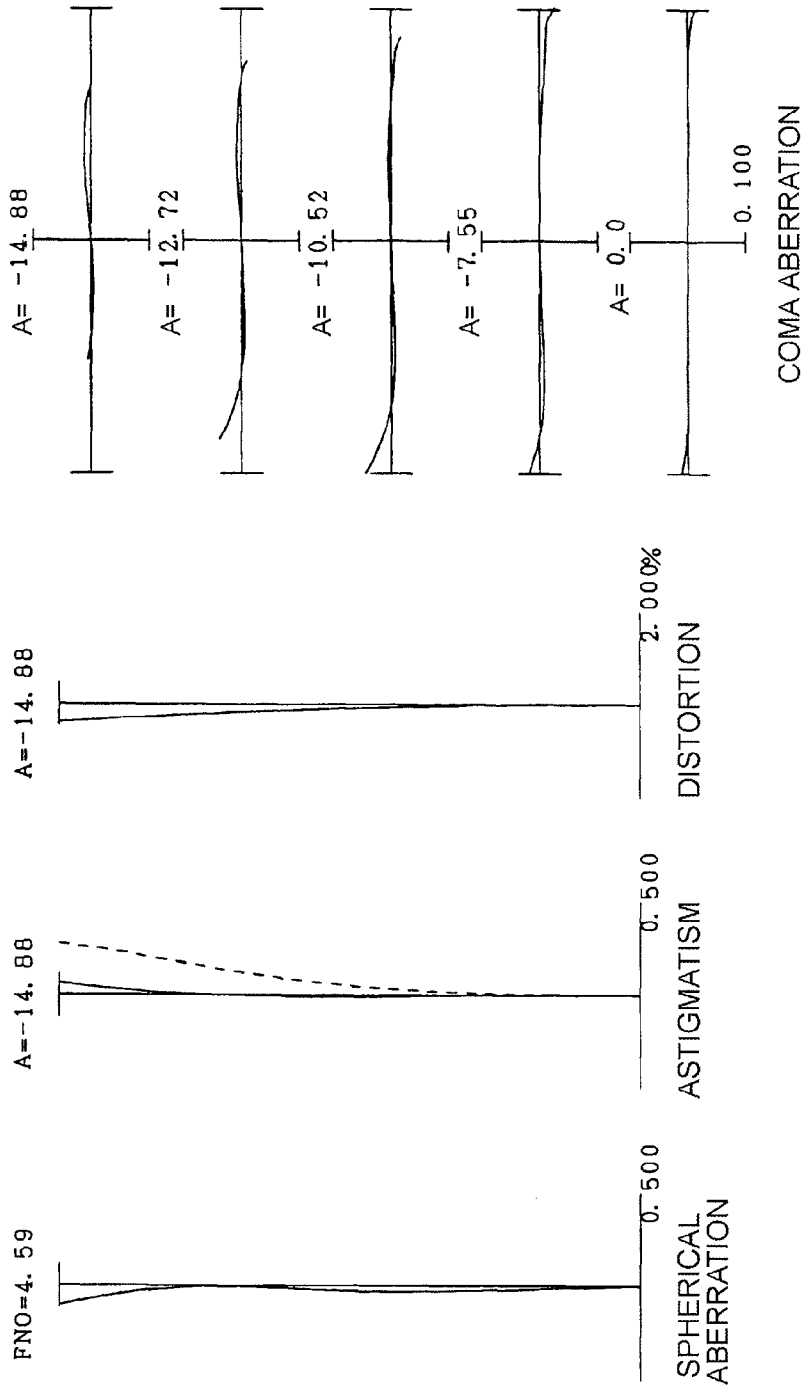 FNO=4. 59
0. 500
SPHERICAL
ABERRATION
A=-14. 88
0. 500
ASTIGMATISM
A=-14. 88
2. 000%
DISTORTION
A= -14. 88
A= -12. 72
A= -10. 52
A= -7. 55
A= 0. 0
0. 100
COMA ABERRATION